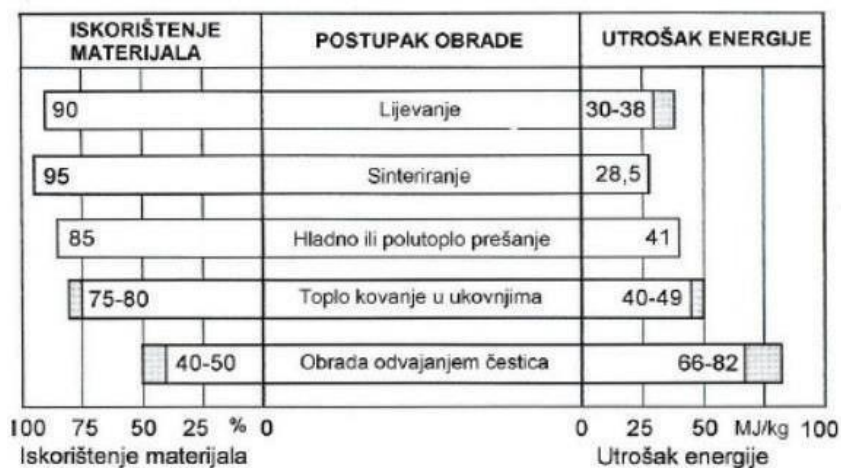 ISKORIŠTENJE MATERIJALA POSTUPAK OBRADE UTROŠAK ENERGIJE
90 Lijevanje 30-38
95 Sinteriranje 28,5
85 Hladno ili polutoplo prešanje 41
75-80 Toplo kovanje u ukovnjima 40-49
40-50 Obrada odvajanjem čestica 66-82
100 75 50 25 % 0 0 25 50 MJ/kg 100
Iskorištenje materijala Utrošak energije